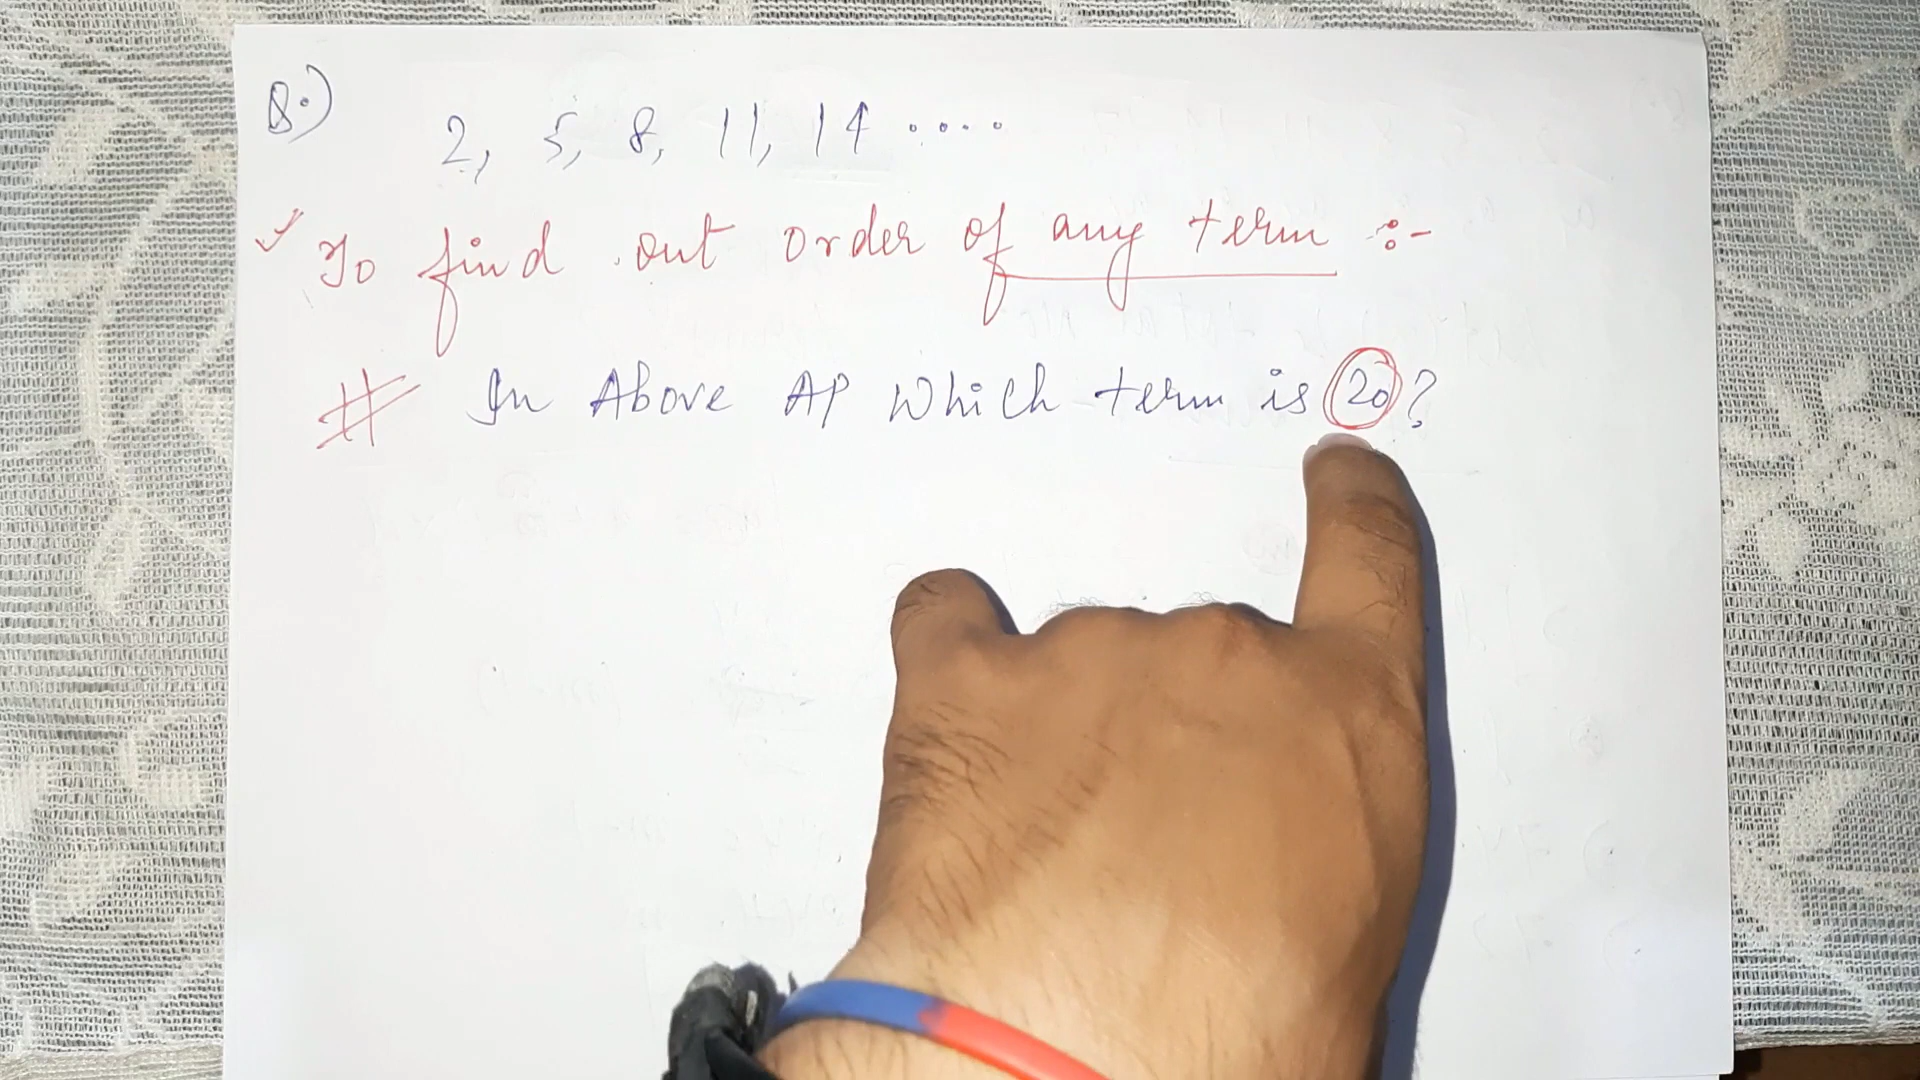 Q.)
2, 5, 8, 11, 14 ....
✓ To find out order of any term :-
# In Above AP Which term is 20 ?